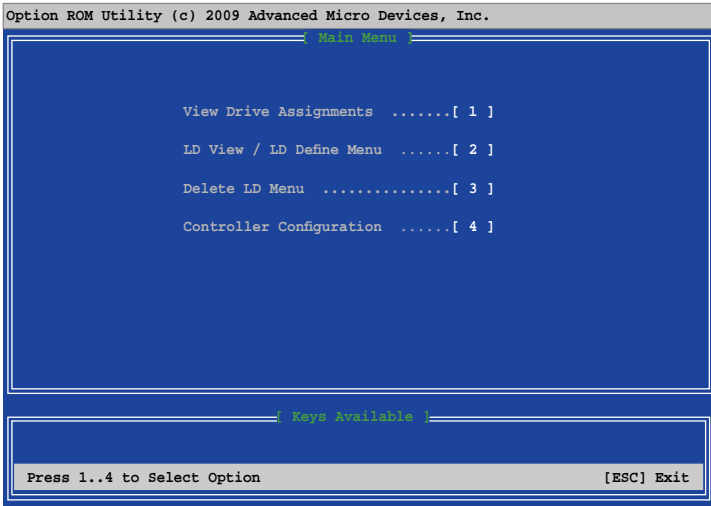 Option ROM Utility (c) 2009 Advanced Micro Devices, Inc.
[ Main Menu ]
View Drive Assignments .......[ 1 ]
LD View / LD Define Menu ......[ 2 ]
Delete LD Menu ...............[ 3 ]
Controller Configuration ......[ 4 ]
[ Keys Available ]
Press 1..4 to Select Option [ESC] Exit